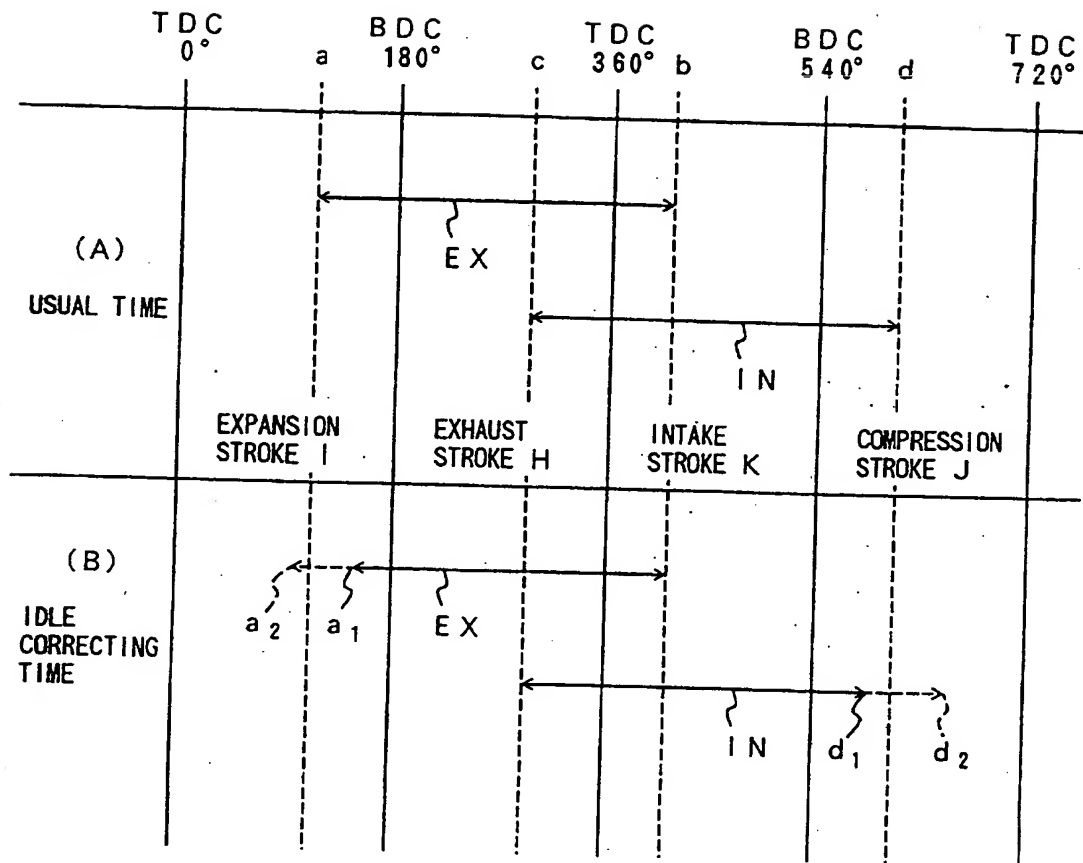 TDC
0°
a
BDC
180°
c
TDC
360°
b
BDC
540°
d
TDC
720°
(A)
USUAL TIME
EX
IN
EXPANSION
STROKE I
EXHAUST
STROKE H
INTAKE
STROKE K
COMPRESSION
STROKE J
(B)
IDLE
CORRECTING
TIME
a2
a1
EX
IN
d1
d2